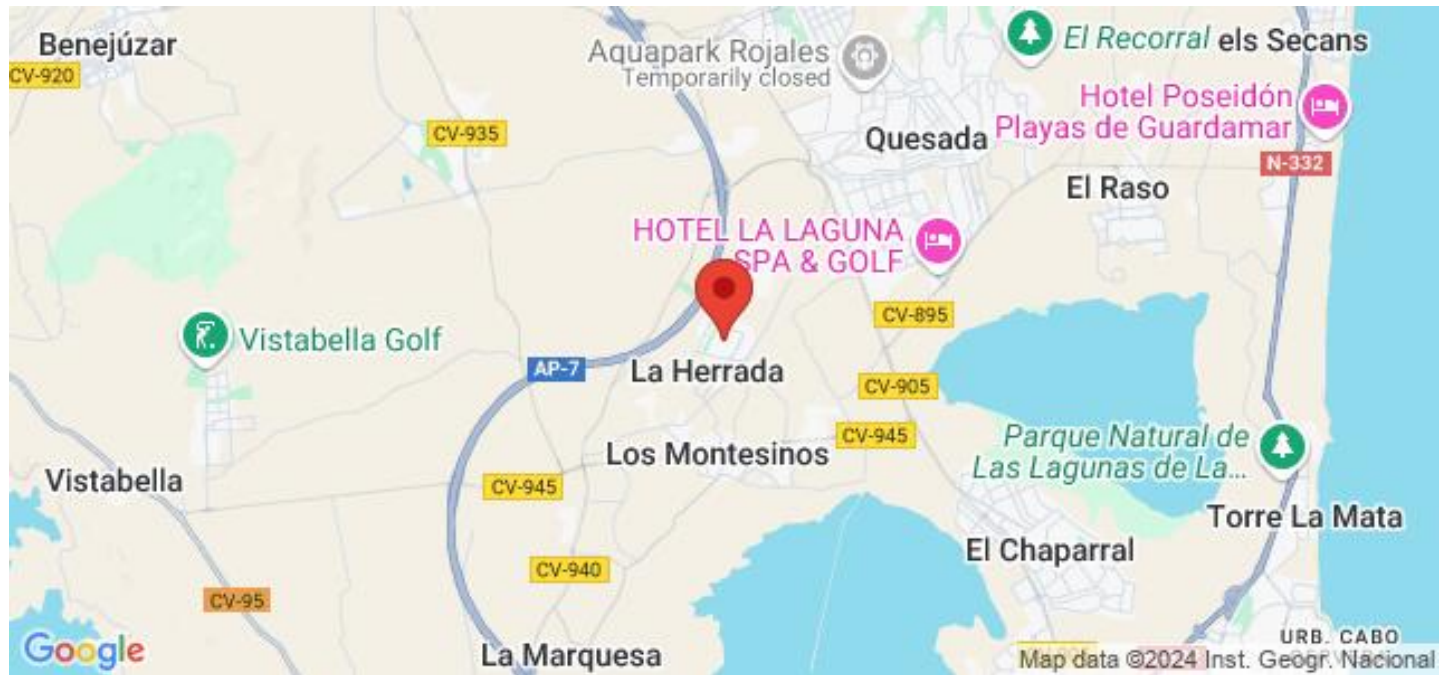 Benejúzar
CV-920
Aquapark Rojales
Temporarily closed
El Recorral
els Secans
Hotel Poseidón
Playas de Guardamar
CV-935
Quesada
N-332
El Raso
HOTEL LA LAGUNA
SPA & GOLF
CV-895
Vistabella Golf
AP-7
La Herrada
CV-905
CV-945
Parque Natural de
Las Lagunas de La...
Los Montesinos
Vistabella
CV-945
Torre La Mata
El Chaparral
CV-940
CV-95
URB. CABO
Google
La Marquesa
Map data ©2024 Inst. Geogr. Nacional